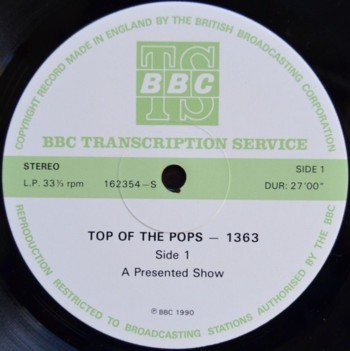 COPYRIGHT RECORD MADE IN ENGLAND BY THE BRITISH BROADCASTING CORPORATION
TS
BBC
BBC TRANSCRIPTION SERVICE
STEREO
SIDE 1
L.P. 33⅓ rpm
162354–S
DUR: 27'00"
TOP OF THE POPS – 1363
Side 1
A Presented Show
℗ BBC 1990
REPRODUCTION RESTRICTED TO BROADCASTING STATIONS AUTHORISED BY THE BBC